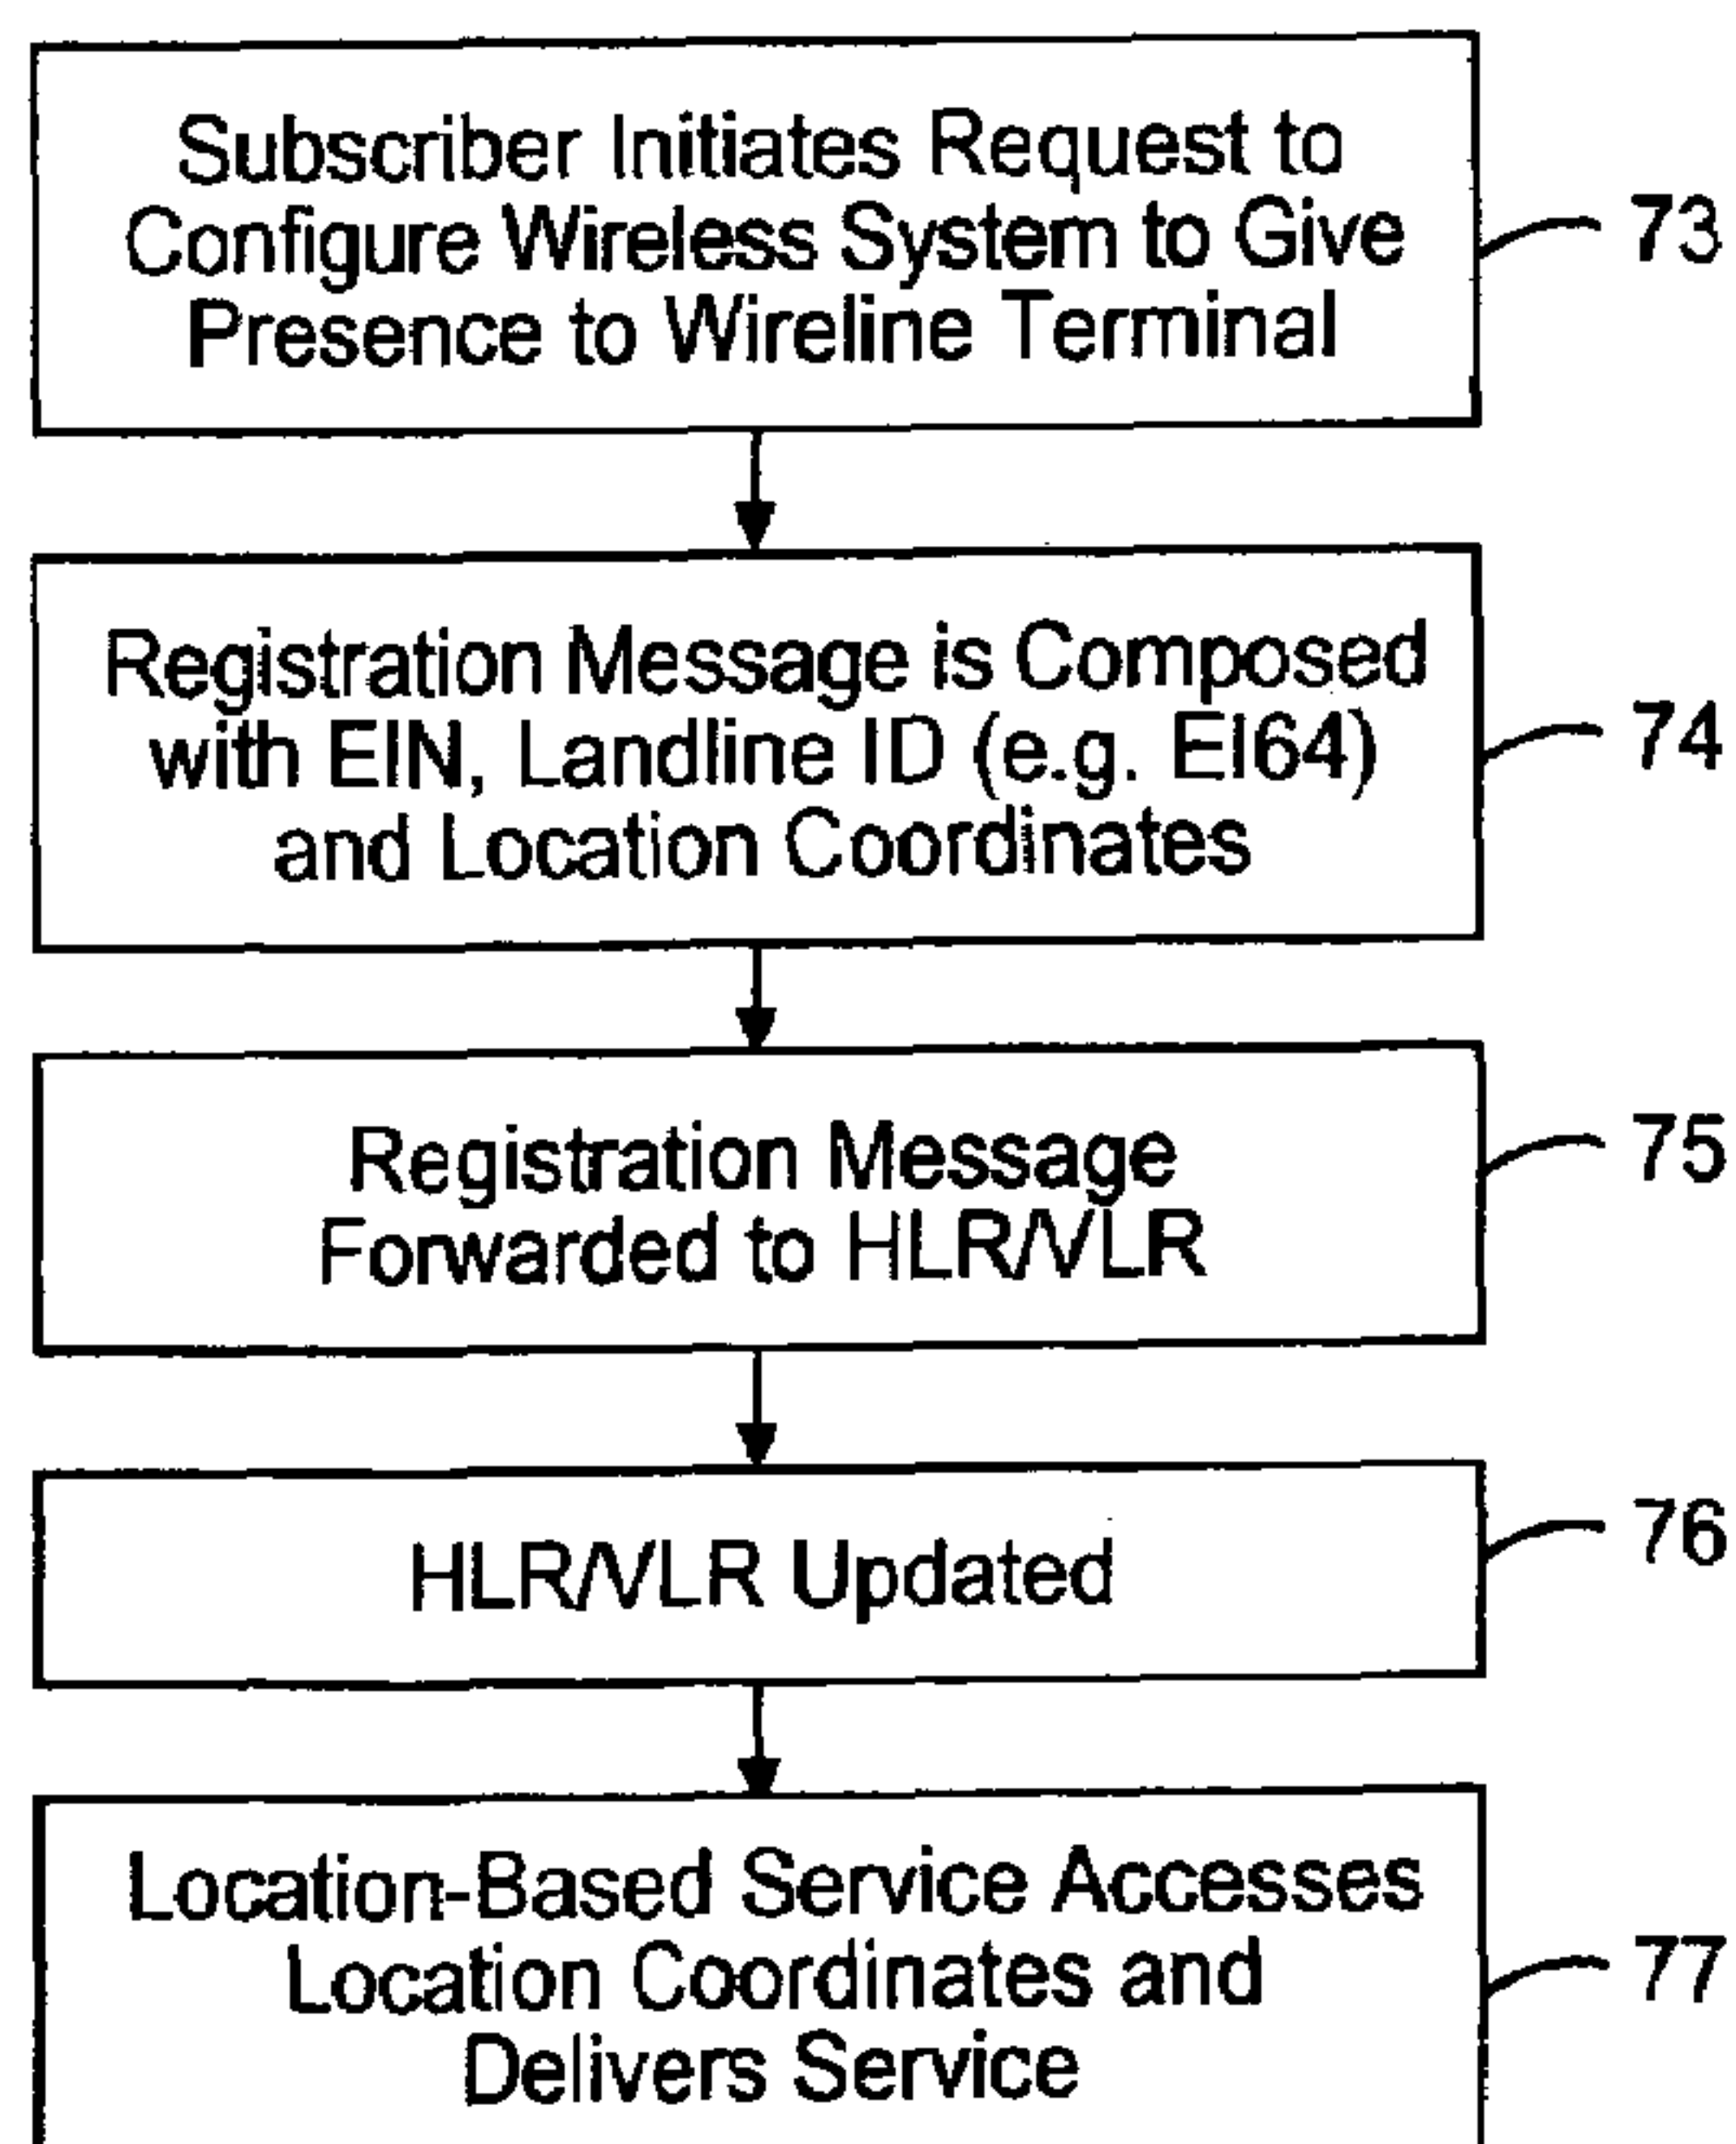 Subscriber Initiates Request to
Configure Wireless System to Give
Presence to Wireline Terminal
73
Registration Message is Composed
with EIN, Landline ID (e.g. EI64)
and Location Coordinates
74
Registration Message
Forwarded to HLR/VLR
75
HLR/VLR Updated
76
Location-Based Service Accesses
Location Coordinates and
Delivers Service
77